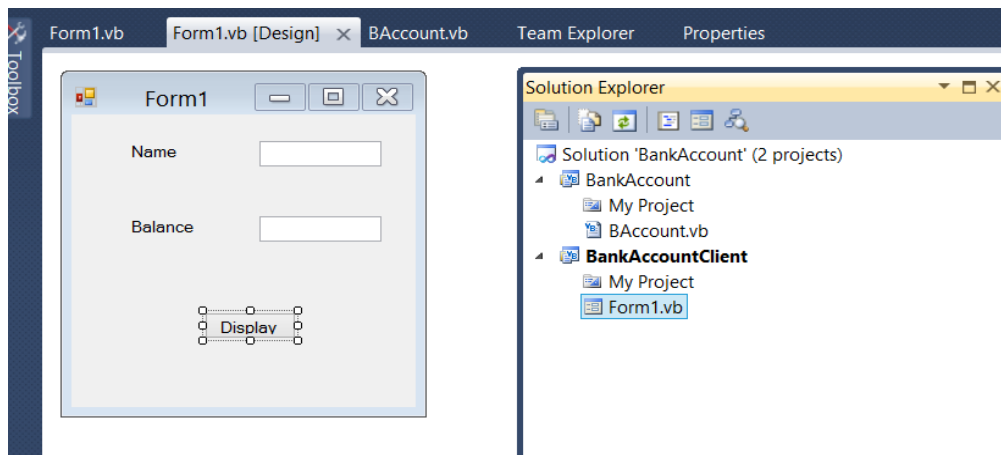 Form1.vb Form1.vb [Design] BAccount.vb Team Explorer Properties
Toolbox
Form1
Name
Balance
Display
Solution Explorer
Solution 'BankAccount' (2 projects)
BankAccount
My Project
BAccount.vb
BankAccountClient
My Project
Form1.vb